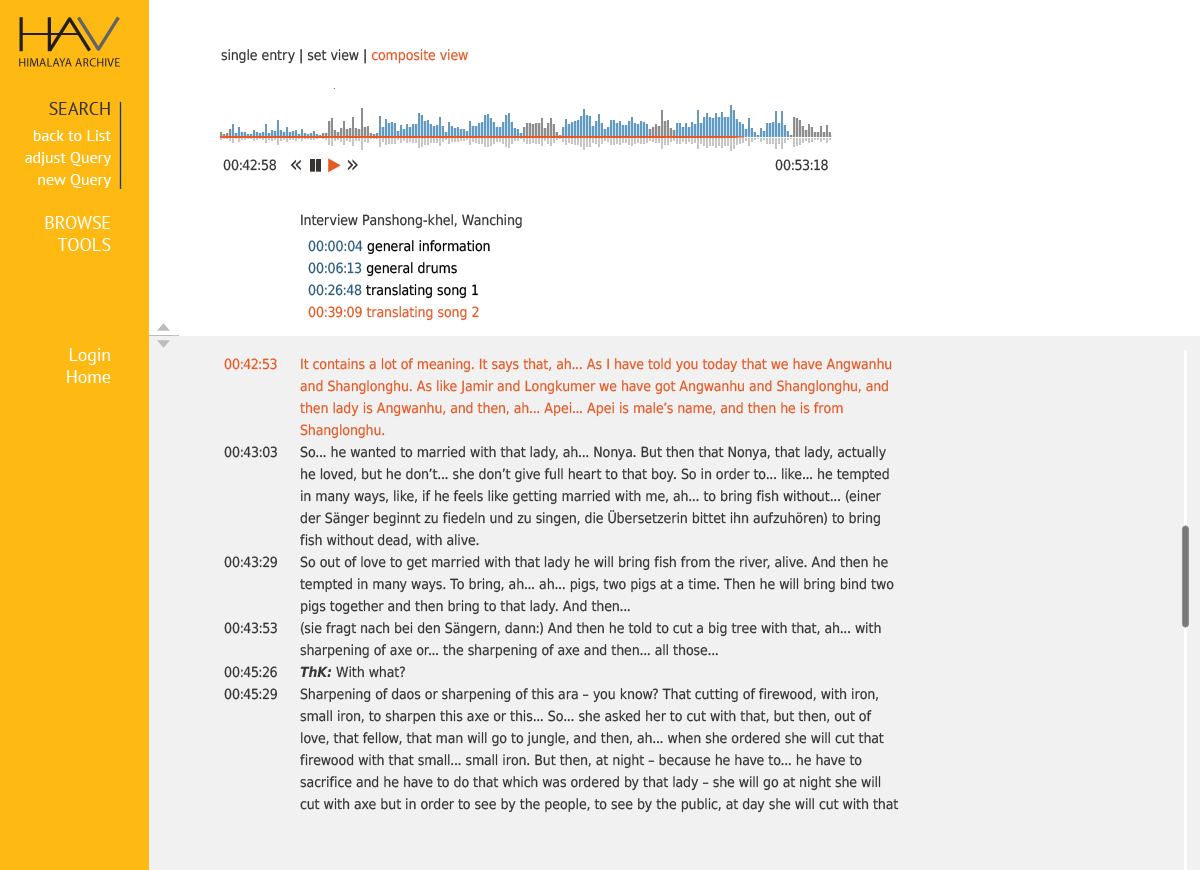 HAV
HIMALAYA ARCHIVE
SEARCH
back to List
adjust Query
new Query
BROWSE
TOOLS
Login
Home
single entry | set view | composite view
00:42:58
00:53:18
Interview Panshong-khel, Wanching
00:00:04 general information
00:06:13 general drums
00:26:48 translating song 1
00:39:09 translating song 2
00:42:53 It contains a lot of meaning. It says that, ah... As I have told you today that we have Angwanhu
and Shanglonghu. As like Jamir and Longkumer we have got Angwanhu and Shanglonghu, and
then lady is Angwanhu, and then, ah... Apei... Apei is male’s name, and then he is from
Shanglonghu.
00:43:03 So... he wanted to married with that lady, ah... Nonya. But then that Nonya, that lady, actually
he loved, but he don’t... she don’t give full heart to that boy. So in order to... like... he tempted
in many ways, like, if he feels like getting married with me, ah... to bring fish without... (einer
der Sänger beginnt zu fiedeln und zu singen, die Übersetzerin bittet ihn aufzuhören) to bring
fish without dead, with alive.
00:43:29 So out of love to get married with that lady he will bring fish from the river, alive. And then he
tempted in many ways. To bring, ah... ah... pigs, two pigs at a time. Then he will bring bind two
pigs together and then bring to that lady. And then...
00:43:53 (sie fragt nach bei den Sängern, dann:) And then he told to cut a big tree with that, ah... with
sharpening of axe or... the sharpening of axe and then... all those...
00:45:26 ThK: With what?
00:45:29 Sharpening of daos or sharpening of this ara – you know? That cutting of firewood, with iron,
small iron, to sharpen this axe or this... So... she asked her to cut with that, but then, out of
love, that fellow, that man will go to jungle, and then, ah... when she ordered she will cut that
firewood with that small... small iron. But then, at night – because he have to... he have to
sacrifice and he have to do that which was ordered by that lady – she will go at night she will
cut with axe but in order to see by the people, to see by the public, at day she will cut with that